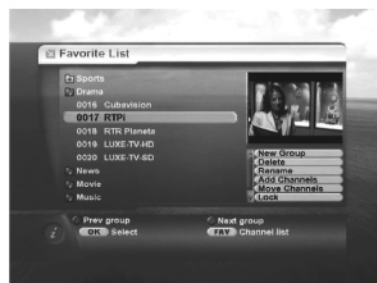 Favorite List
Sports
Drama
0016 Cubavision
0017 RTPi
0018 RTR Planeta
0019 LUXE-TV-HD
0020 LUXE-TV-SD
News
Movie
Music
New Group
Delete
Rename
Add Channels
Move Channels
Lock
Prev group
Next group
OK Select
FAV Channel list